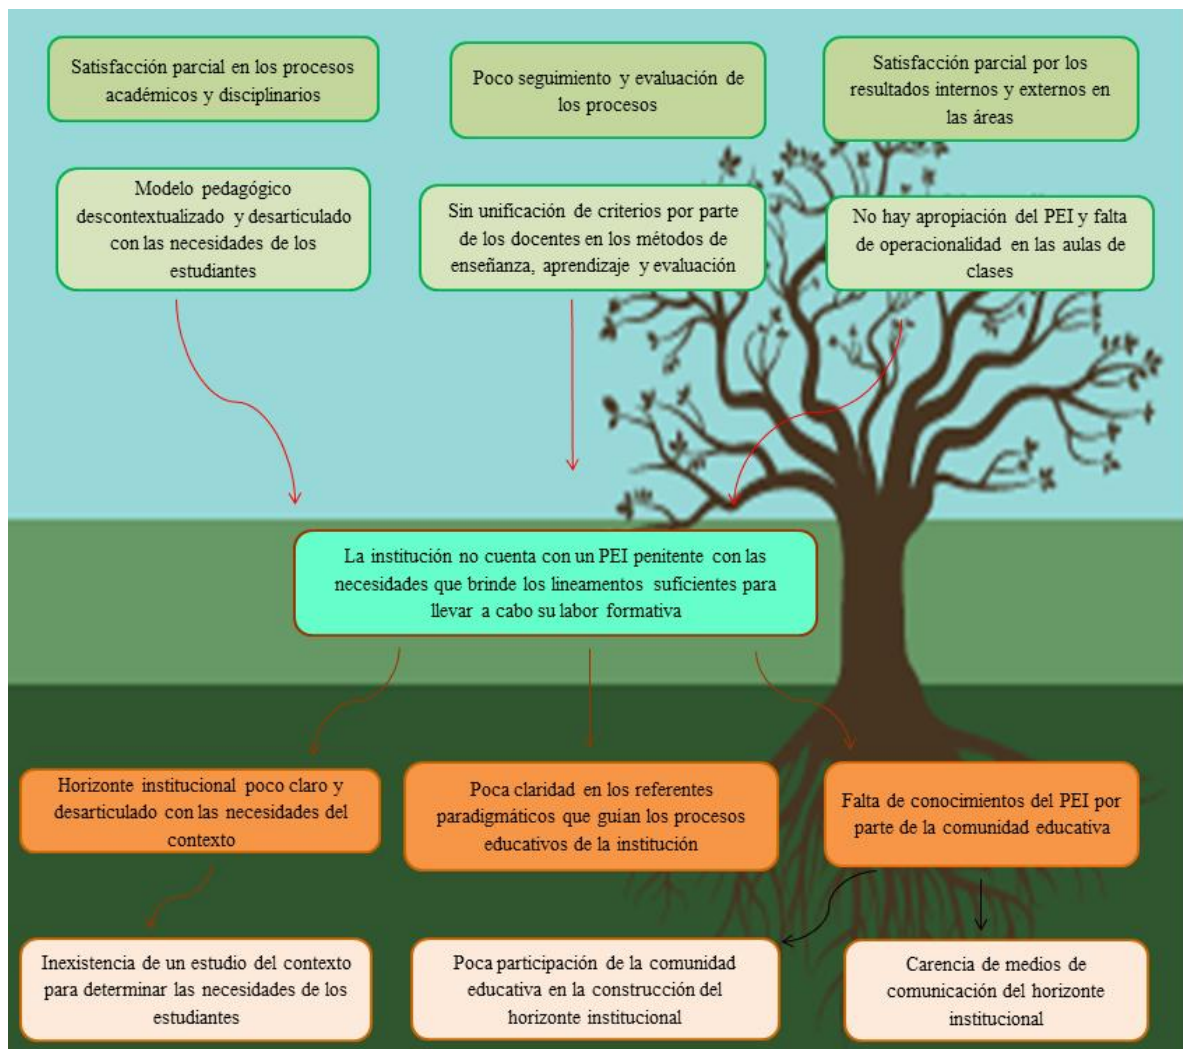 Satisfacción parcial en los procesos
académicos y disciplinarios
Poco seguimiento y evaluación de
los procesos
Satisfacción parcial por los
resultados internos y externos en
las áreas
Modelo pedagógico
descontextualizado y desarticulado
con las necesidades de los
estudiantes
Sin unificación de criterios por parte
de los docentes en los métodos de
enseñanza, aprendizaje y evaluación
No hay apropiación del PEI y falta
de operacionalidad en las aulas de
clases
La institución no cuenta con un PEI penitente con las
necesidades que brinde los lineamentos suficientes para
llevar a cabo su labor formativa
Horizonte institucional poco claro y
desarticulado con las necesidades del
contexto
Poca claridad en los referentes
paradigmáticos que guían los procesos
educativos de la institución
Falta de conocimientos del PEI por
parte de la comunidad educativa
Inexistencia de un estudio del contexto
para determinar las necesidades de los
estudiantes
Poca participación de la comunidad
educativa en la construcción del
horizonte institucional
Carencia de medios de
comunicación del horizonte
institucional